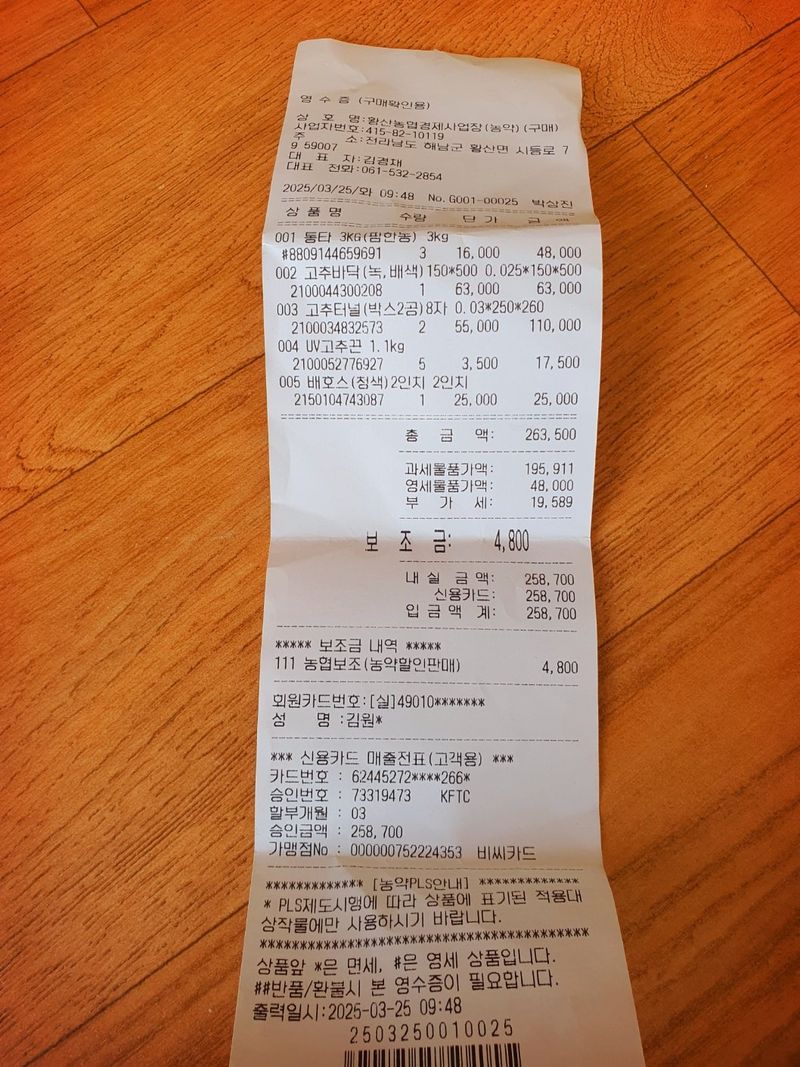 영 수 증 (구매확인용)
상 호 명:황산농협경제사업장(농약)(구매)
사업자번호:415-82-10119
주 소:전라남도 해남군 황산면 시등로 7
9 59007
대 표 자:김경채
대표 전화:061-532-2854
2025/03/25/화 09:48 No.G001-00025 박상진
상품명 수량 단가 금액
001 통타 3KG(팜한농) 3kg
#8809144659691 3 16,000 48,000
002 고추바닥(녹,배색)150*500 0.025*150*500
2100044300208 1 63,000 63,000
003 고추터널(박스2공)8자 0.03*250*260
2100034832573 2 55,000 110,000
004 UV고추끈 1.1kg
2100052776927 5 3,500 17,500
005 배호스(청색)2인치 2인치
2150104743087 1 25,000 25,000
총 금 액: 263,500
과세물품가액: 195,911
영세물품가액: 48,000
부 가 세: 19,589
보 조 금: 4,800
내 실 금 액: 258,700
신용카드: 258,700
입 금 액 계: 258,700
***** 보조금 내역 *****
111 농협보조(농약할인판매) 4,800
회원카드번호:[실]49010*******
성 명 :김원*
*** 신용카드 매출전표(고객용) ***
카드번호 : 62445272****266*
승인번호 : 73319473 KFTC
할부개월 : 03
승인금액 : 258,700
가맹점No : 000000752224353 비씨카드
************* [농약PLS안내] *************
* PLS제도시행에 따라 상품에 표기된 적용대
상작물에만 사용하시기 바랍니다.
*******************************************
상품앞 *은 면세, #은 영세 상품입니다.
##반품/환불시 본 영수증이 필요합니다.
출력일시:2025-03-25 09:48
2503250010025